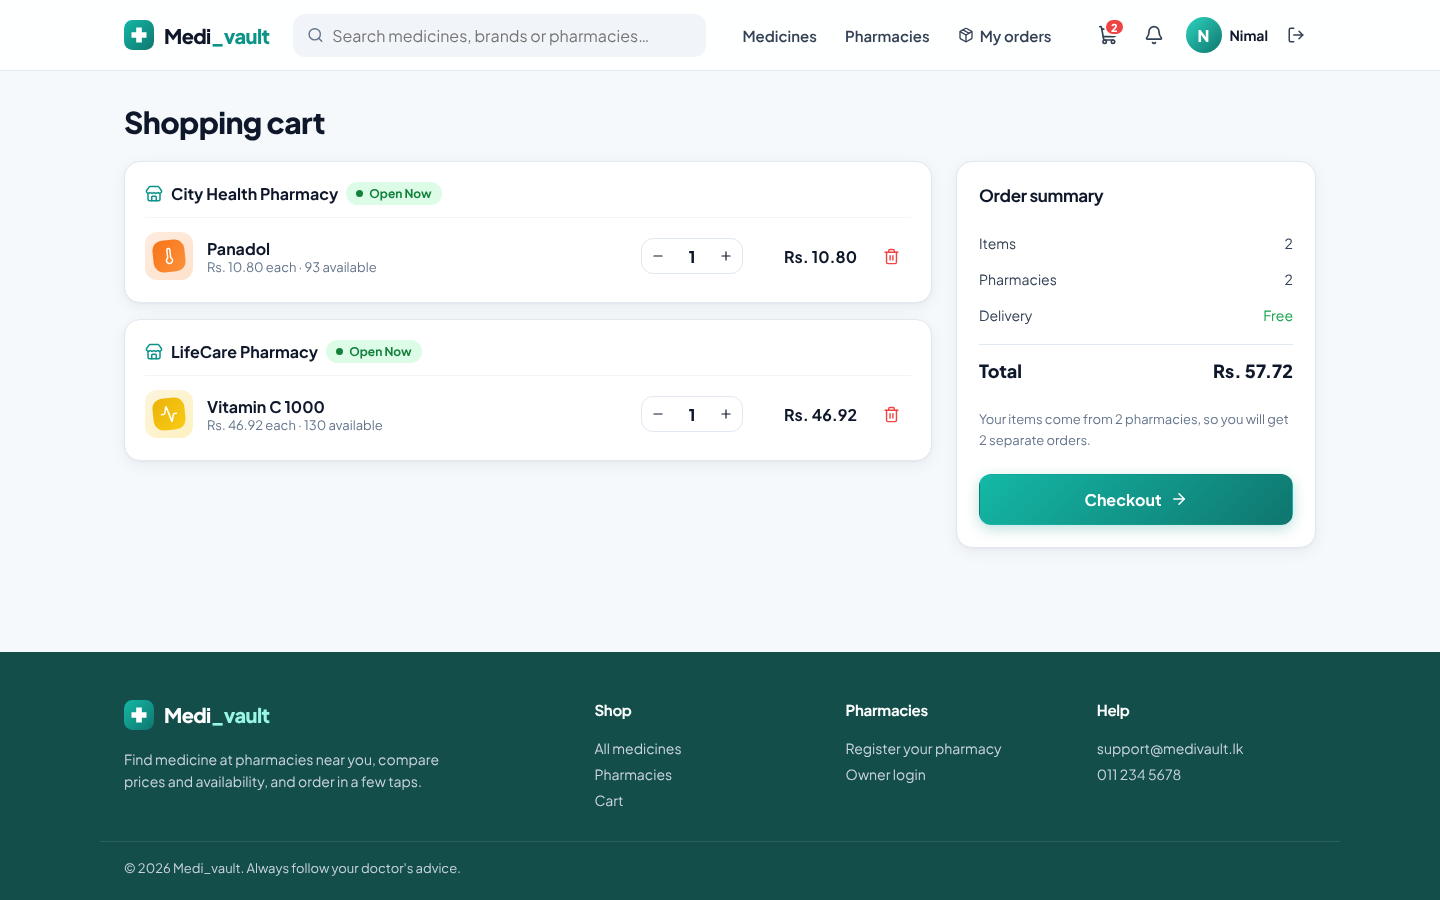 Medi_vault
Search medicines, brands or pharmacies...
Medicines
Pharmacies
My orders
2
N
Nimal
Shopping cart
City Health Pharmacy
Open Now
Panadol
Rs. 10.80 each · 93 available
1
Rs. 10.80
LifeCare Pharmacy
Open Now
Vitamin C 1000
Rs. 46.92 each · 130 available
1
Rs. 46.92
Order summary
Items 2
Pharmacies 2
Delivery Free
Total Rs. 57.72
Your items come from 2 pharmacies, so you will get
2 separate orders.
Checkout
Medi_vault
Find medicine at pharmacies near you, compare
prices and availability, and order in a few taps.
Shop
All medicines
Pharmacies
Cart
Pharmacies
Register your pharmacy
Owner login
Help
support@medivault.lk
011 234 5678
© 2026 Medi_vault. Always follow your doctor's advice.